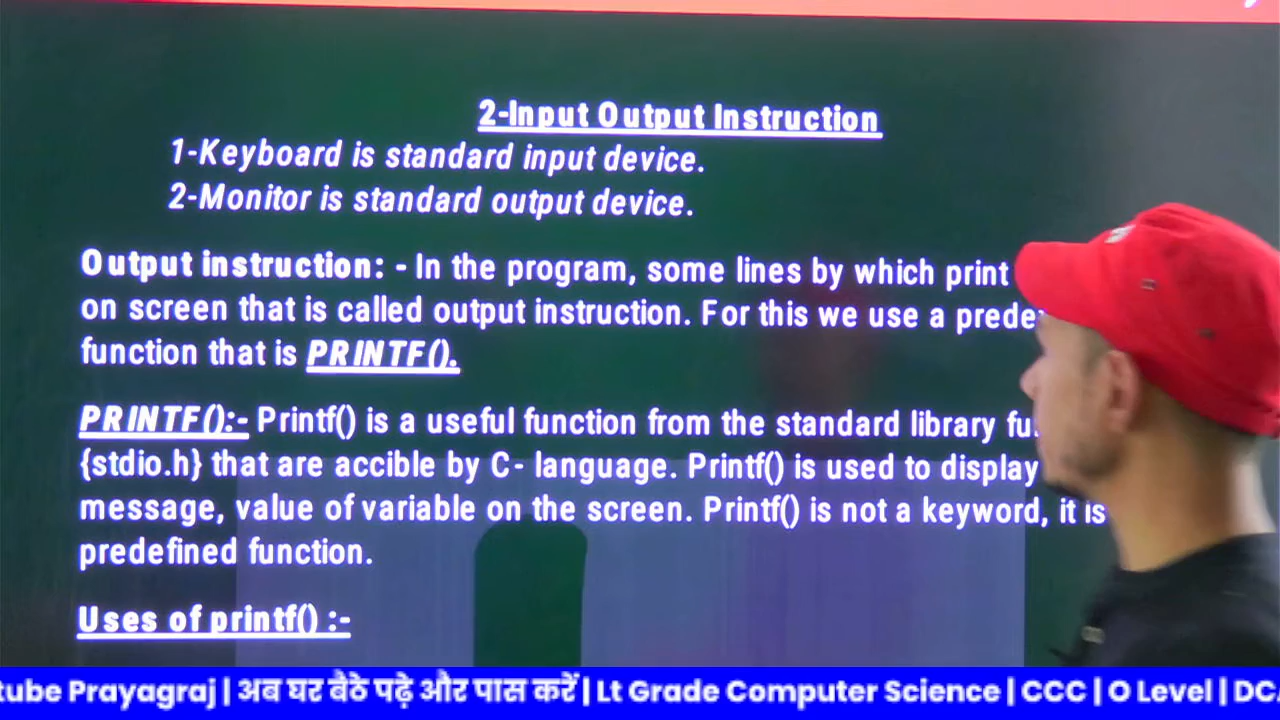 2-Input Output Instruction
1-Keyboard is standard input device.
2-Monitor is standard output device.
Output instruction: - In the program, some lines by which print
on screen that is called output instruction. For this we use a
function that is PRINTF().
PRINTF():- Printf() is a useful function from the standard library
{stdio.h} that are accible by C- language. Printf() is used to display
message, value of variable on the screen. Printf() is not a keyword, it is
predefined function.
Uses of printf() :-
tube Prayagraj | अब घर बैठे पढ़े और पास करें | Lt Grade Computer Science | CCC | O Level |